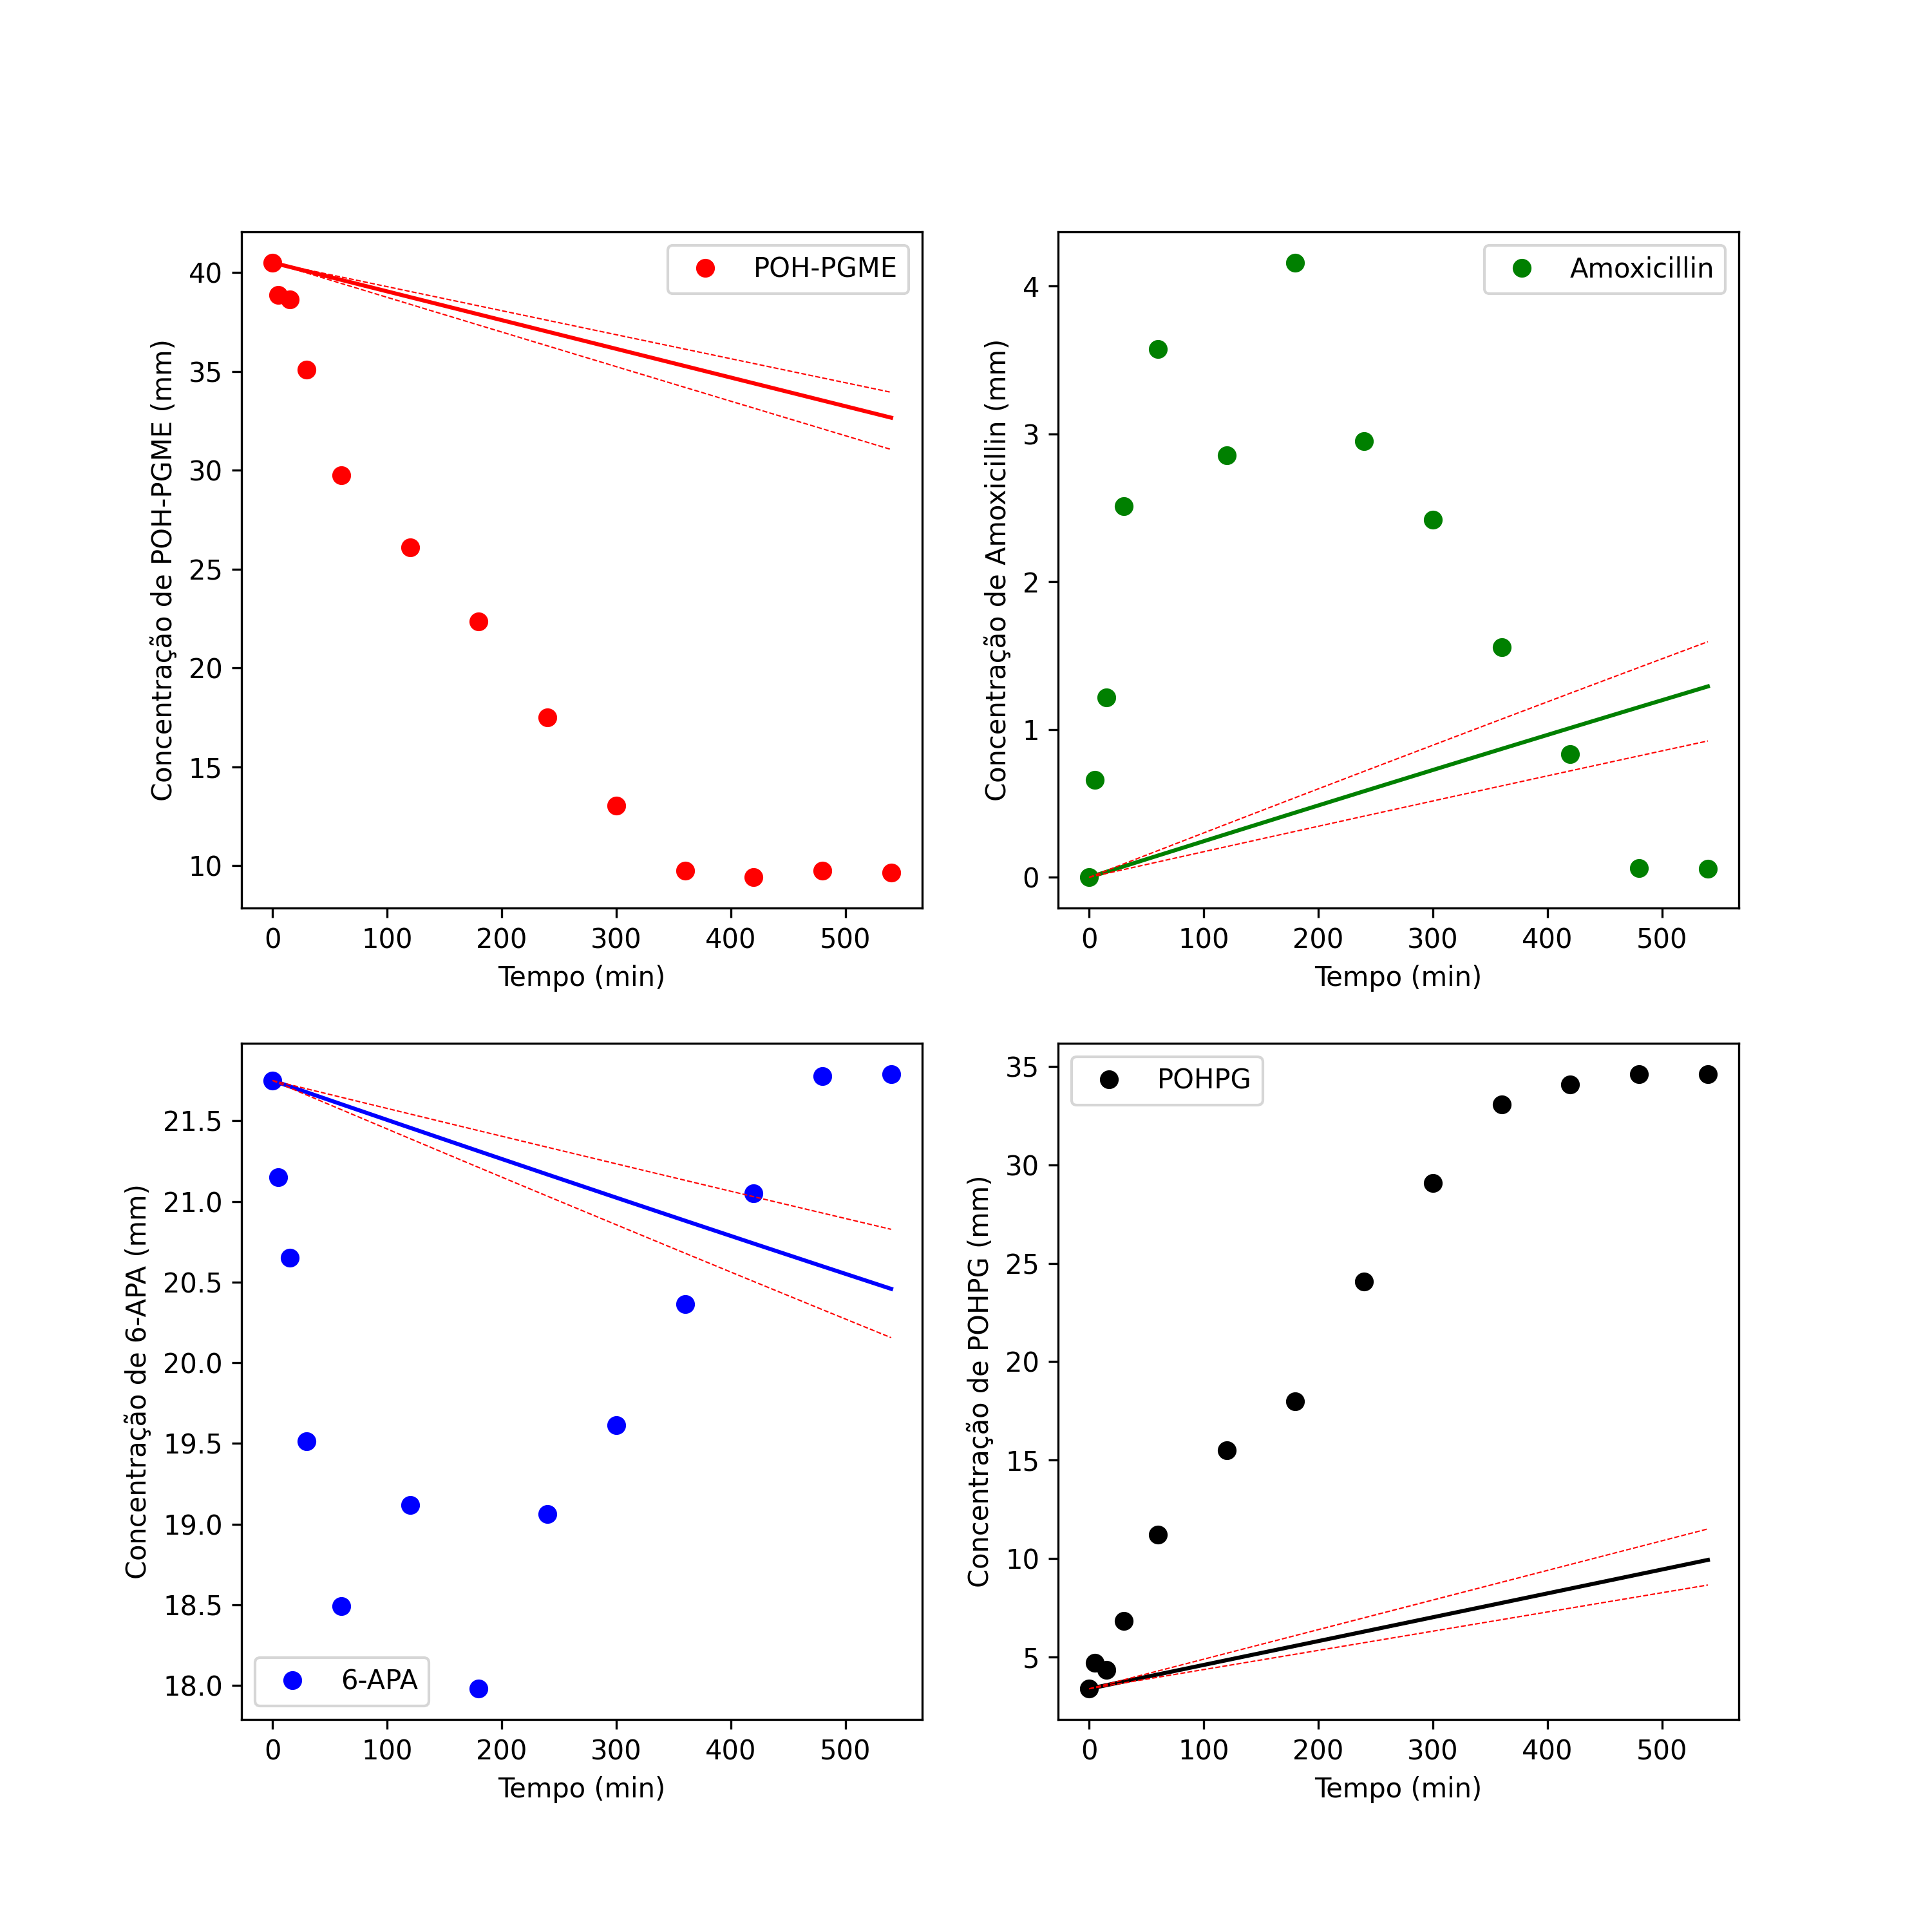 POH-PGME
Concentração de POH-PGME (mm)
40
35
30
25
20
15
10
0 100 200 300 400 500
Tempo (min)
Amoxicillin
Concentração de Amoxicillin (mm)
4
3
2
1
0
0 100 200 300 400 500
Tempo (min)
Concentração de 6-APA (mm)
21.5
21.0
20.5
20.0
19.5
19.0
18.5
18.0
6-APA
0 100 200 300 400 500
Tempo (min)
POHPG
Concentração de POHPG (mm)
35
30
25
20
15
10
5
0 100 200 300 400 500
Tempo (min)